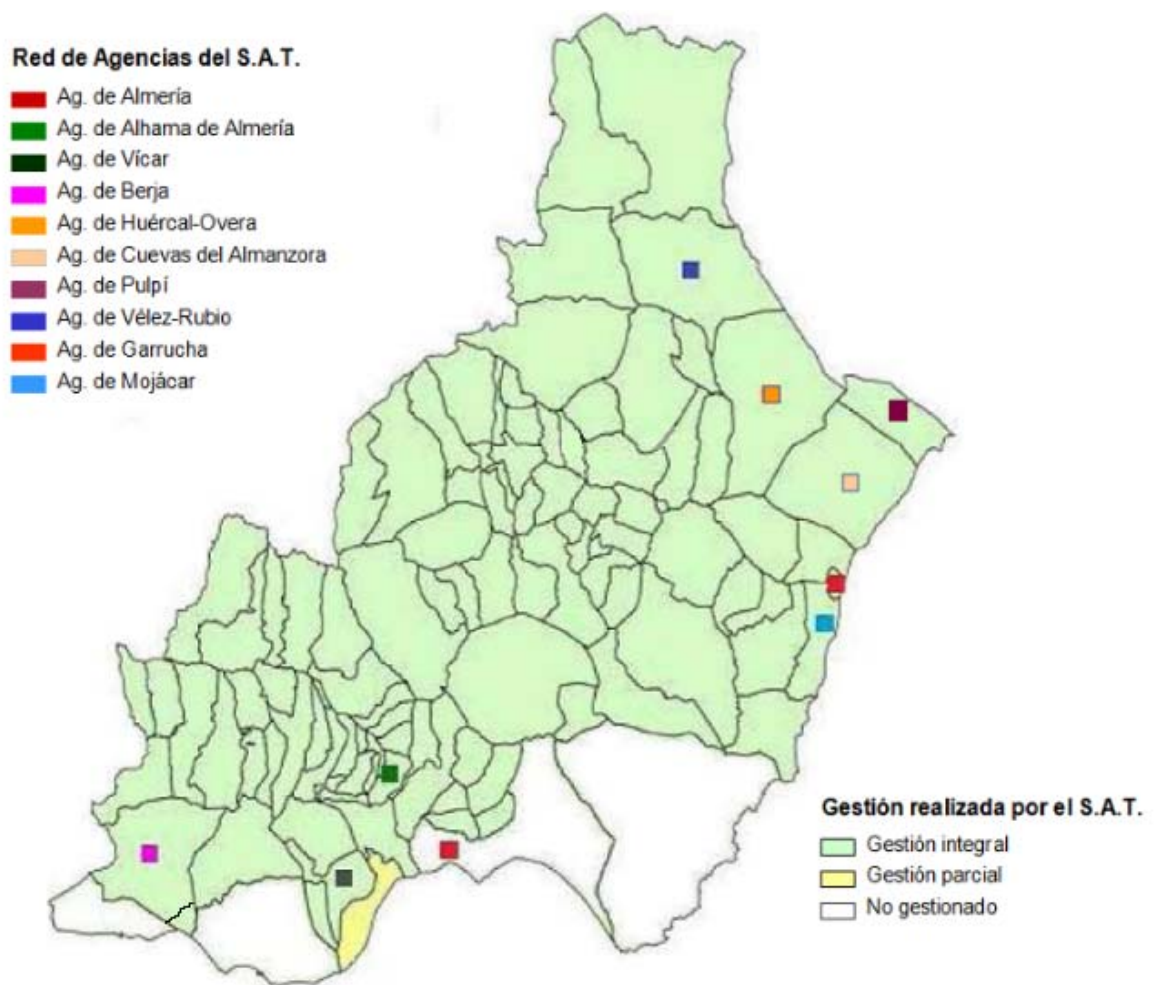 Red de Agencias del S.A.T.
Ag. de Almería
Ag. de Alhama de Almería
Ag. de Vícar
Ag. de Berja
Ag. de Huércal-Overa
Ag. de Cuevas del Almanzora
Ag. de Pulpí
Ag. de Vélez-Rubio
Ag. de Garrucha
Ag. de Mojácar
Gestión realizada por el S.A.T.
Gestión integral
Gestión parcial
No gestionado